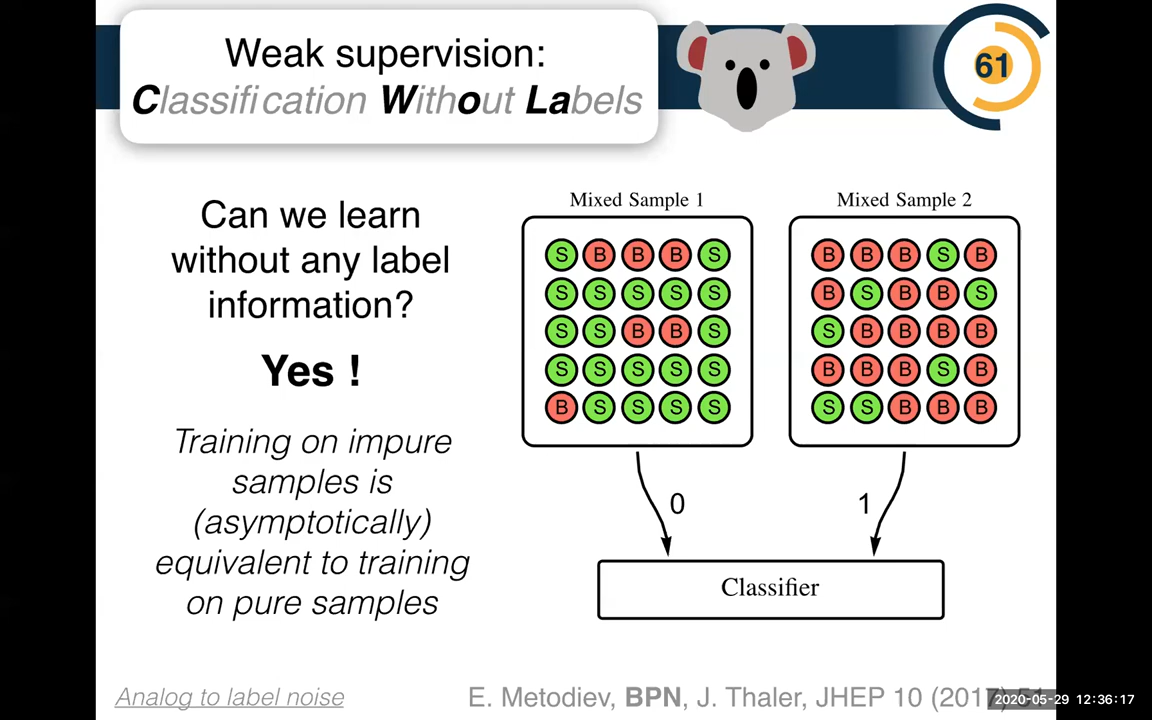 Weak supervision:
Classification Without Labels
61
Can we learn
without any label
information?
Yes !
Training on impure
samples is
(asymptotically)
equivalent to training
on pure samples
Mixed Sample 1
S B B B S
S S S S S
S S B B S
S S S S S
B S S S S
Mixed Sample 2
B B B S B
B S B B S
S B B B B
B B B S B
S S B B B
0
1
Classifier
Analog to label noise
E. Metodiev, BPN, J. Thaler, JHEP 10 (2017)
2020-05-29 12:36:17